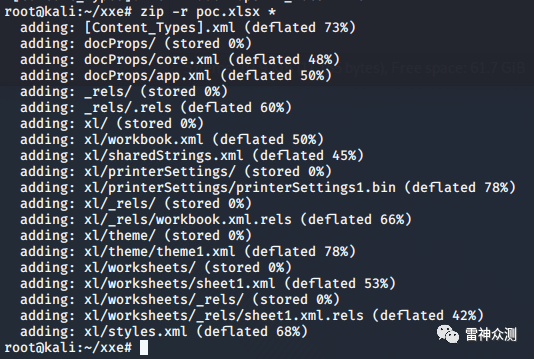 root@kali:~/xxe# zip -r poc.xlsx *
adding: [Content_Types].xml (deflated 73%)
adding: docProps/ (stored 0%)
adding: docProps/core.xml (deflated 48%)
adding: docProps/app.xml (deflated 50%)
adding: _rels/ (stored 0%)
adding: _rels/.rels (deflated 60%)
adding: xl/ (stored 0%)
adding: xl/workbook.xml (deflated 50%)
adding: xl/sharedStrings.xml (deflated 45%)
adding: xl/printerSettings/ (stored 0%)
adding: xl/printerSettings/printerSettings1.bin (deflated 78%)
adding: xl/_rels/ (stored 0%)
adding: xl/_rels/workbook.xml.rels (deflated 66%)
adding: xl/theme/ (stored 0%)
adding: xl/theme/theme1.xml (deflated 78%)
adding: xl/worksheets/ (stored 0%)
adding: xl/worksheets/sheet1.xml (deflated 53%)
adding: xl/worksheets/_rels/ (stored 0%)
adding: xl/worksheets/_rels/sheet1.xml.rels (deflated 42%)
adding: xl/styles.xml (deflated 68%)
root@kali:~/xxe#
雷神众测